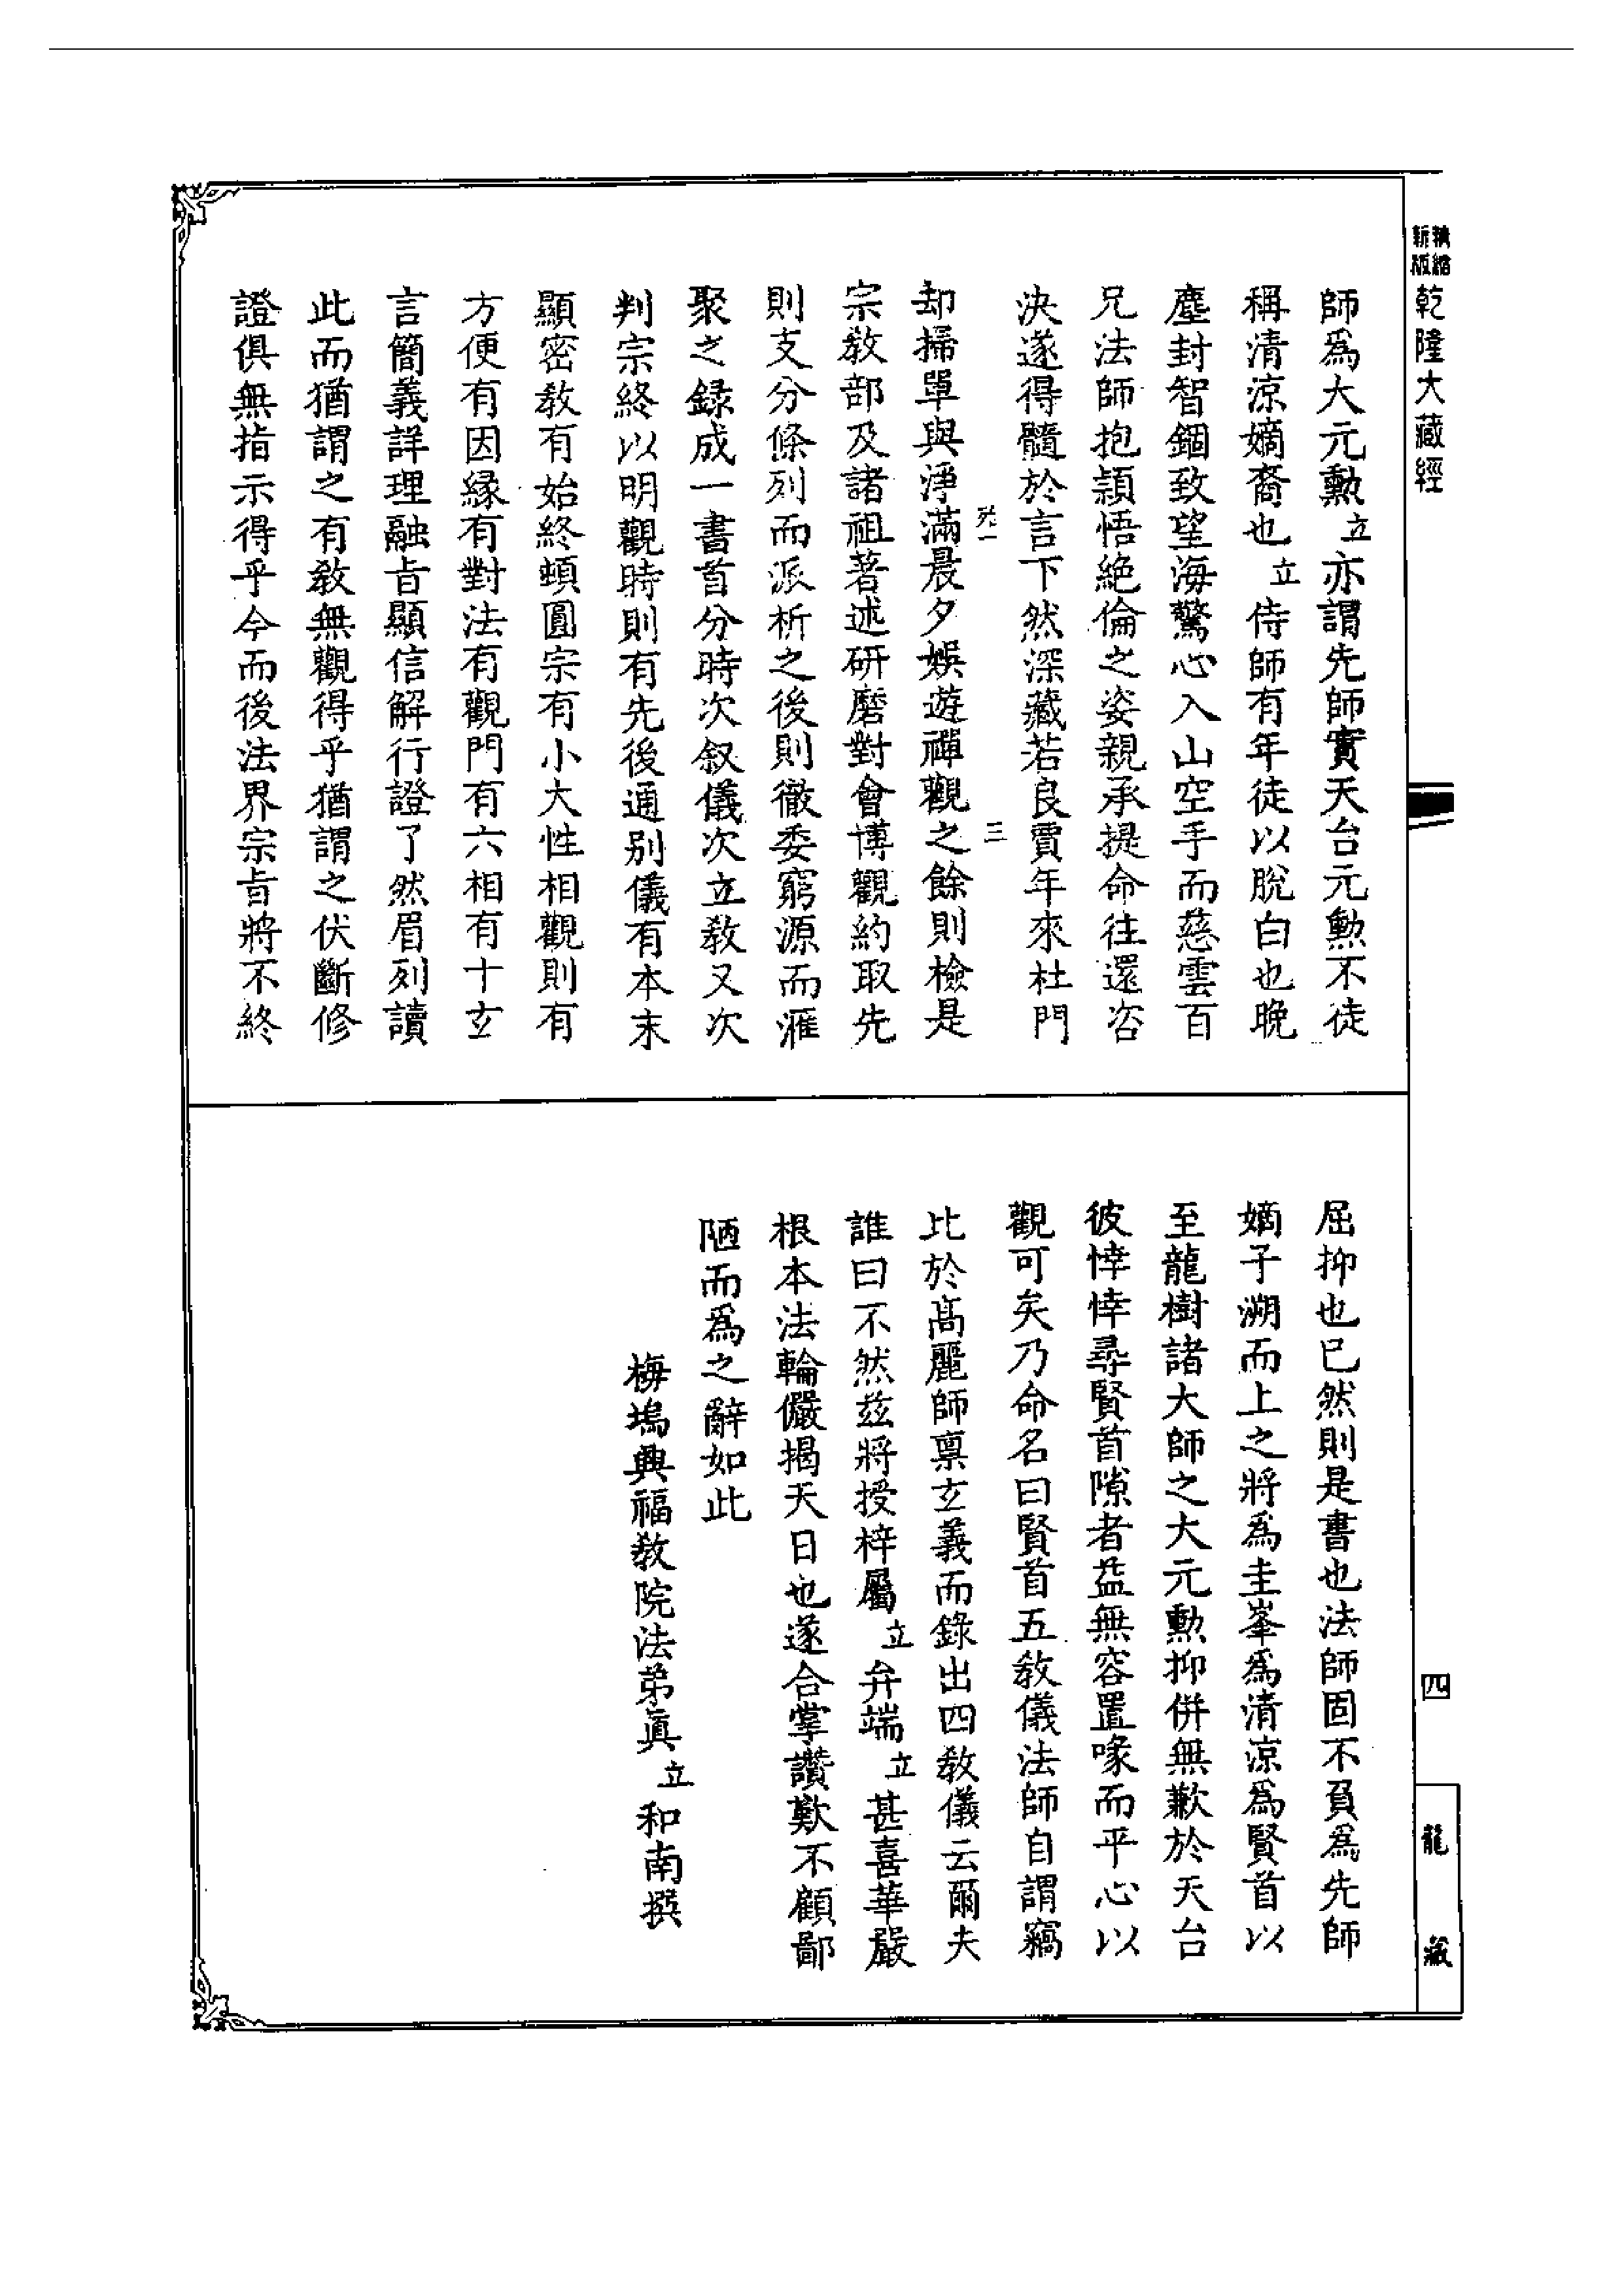 精縮新版乾隆大藏經
師爲大元勲立亦謂先師實天台元勲不徒
稱清涼嫡裔也立侍師有年徒以脫白也晚
塵封智錮致望海驚心入山空手而慈雲百
兄法師抱頴悟絶倫之姿親承提命往還咨
決遂得髓於言下然深藏若良賈年來杜門
三
却掃單與淨滿晨夕娛遊禪觀之餘則檢是
宗教部及諸祖著述研磨對會博觀約取先
則支分條列而派析之後則徹委窮源而滙
聚之録成一書首分時次叙儀次立教又次
判宗終以明觀時則有先後通别儀有本末
顯密教有始終頓圓宗有小大性相觀則有
方便有因縁有對法有觀門有六相有十玄
言簡義詳理融㫖顯信解行證了然眉列讀
此而猶謂之有教無觀得乎猶謂之伏斷修
證俱無指示得乎今而後法界宗㫖將不終
屈抑也已然則是書也法師固不負爲先師
嫡子溯而上之將爲圭峯爲清涼爲賢首以
至龍樹諸大師之大元勲抑併無歉於天台
彼悻悻尋賢首隙者益無容置喙而平心以
觀可矣乃命名曰賢首五教儀法師自謂竊
比於髙麗師禀玄義而錄出四教儀云爾夫
誰曰不然兹將授梓屬立弁端立甚喜華嚴
根本法輪儼揭天日也遂合掌讚歎不顧鄙
陋而爲之辭如此
梅塢興福教院法弟眞立和南撰
四
龍藏